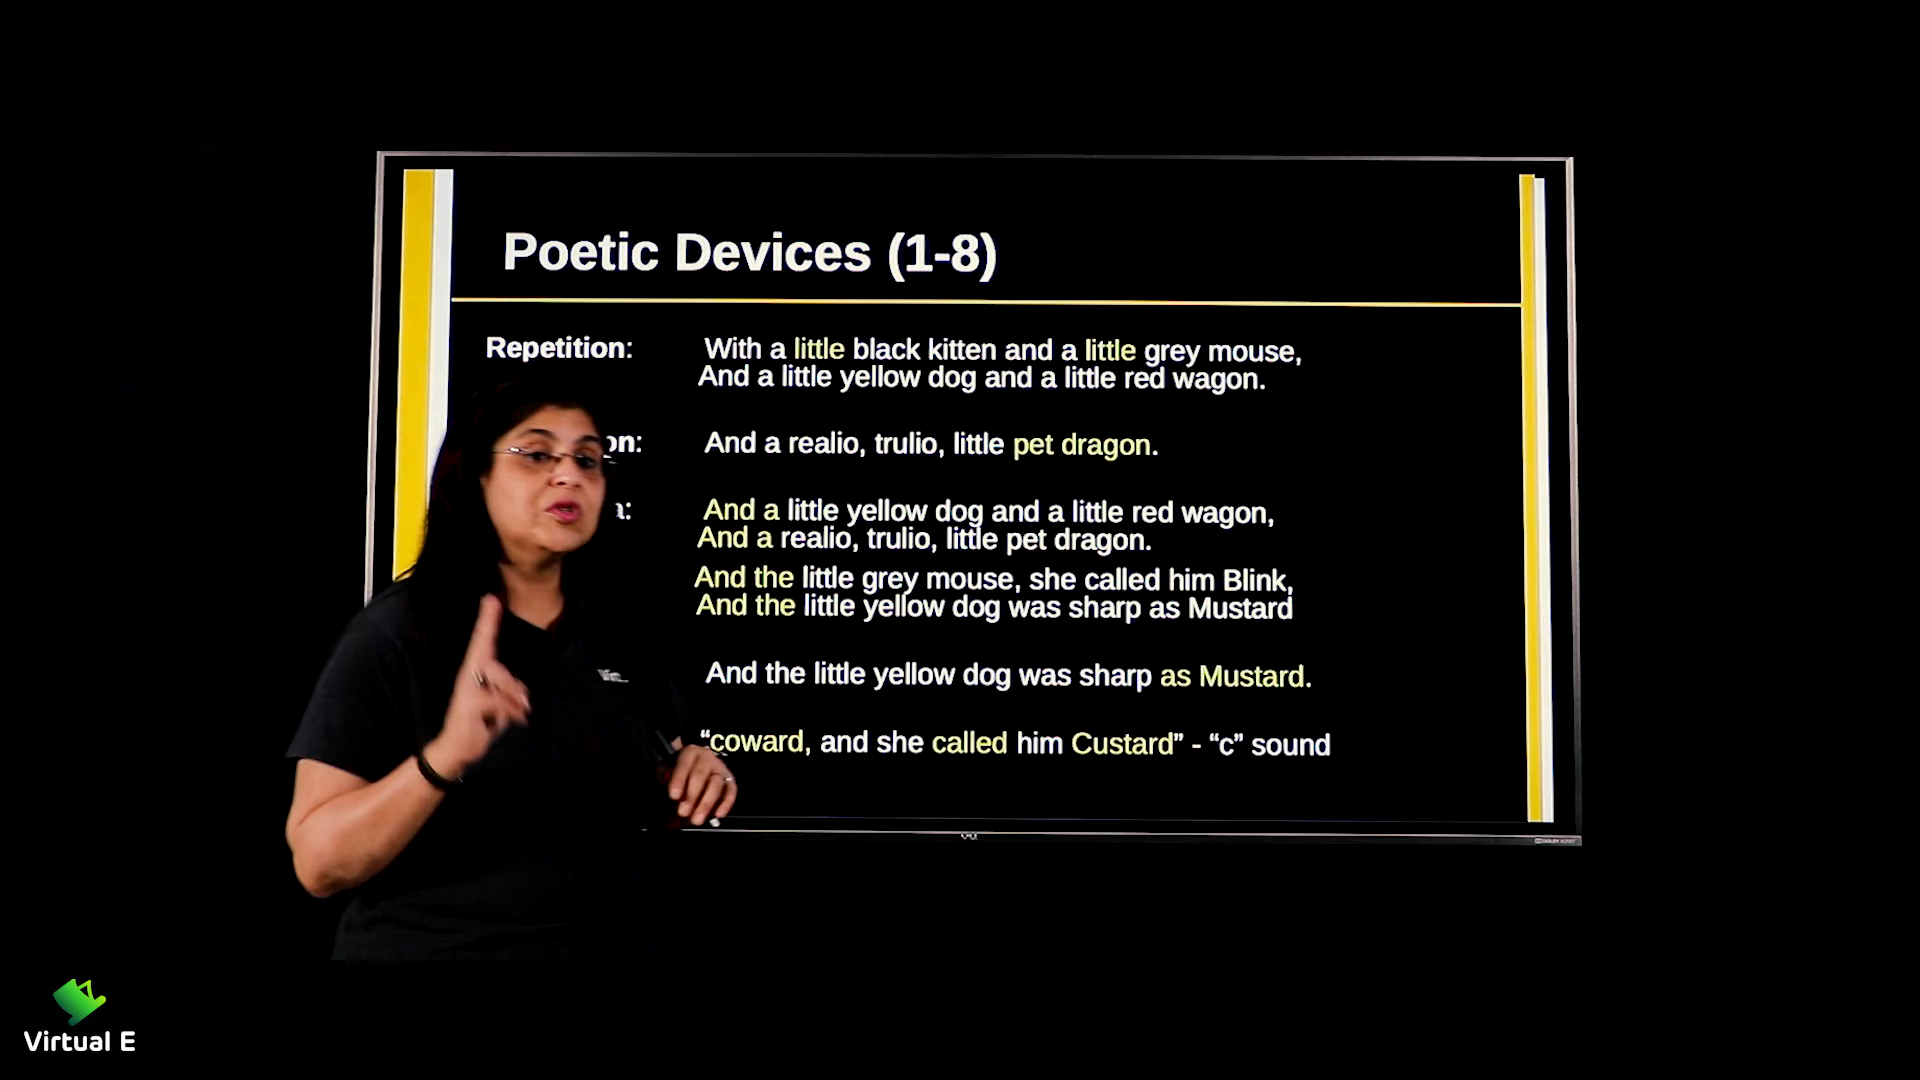 Poetic Devices (1-8)
Repetition: With a little black kitten and a little grey mouse,
And a little yellow dog and a little red wagon.
on: And a realio, trulio, little pet dragon.
a: And a little yellow dog and a little red wagon,
And a realio, trulio, little pet dragon.
And the little grey mouse, she called him Blink,
And the little yellow dog was sharp as Mustard
And the little yellow dog was sharp as Mustard.
“coward, and she called him Custard” - “c” sound
Virtual E